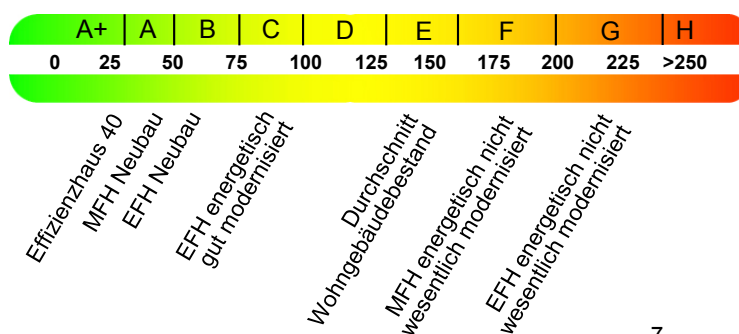 A+ A B C D E F G H
0 25 50 75 100 125 150 175 200 225 >250
Effizienzhaus 40
MFH Neubau
EFH Neubau
EFH energetisch
gut modernisiert
Durchschnitt
Wohngebäudebestand
MFH energetisch nicht
wesentlich modernisiert
EFH energetisch nicht
wesentlich modernisiert
7